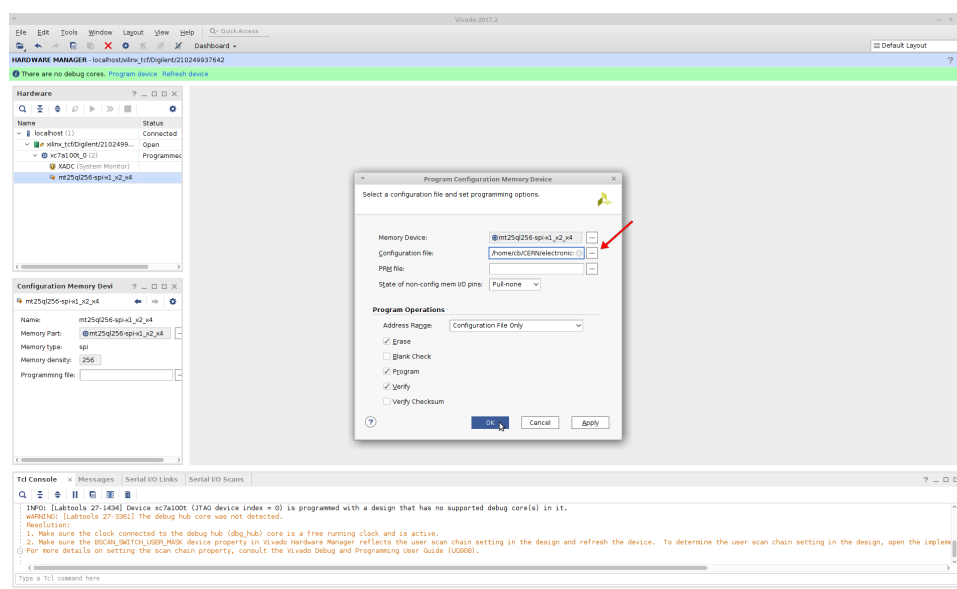 Vivado 2017.2
File Edit Tools Window Layout View Help Q- Quick Access
Dashboard
Default Layout
HARDWARE MANAGER - localhost/xilinx_tcf/Digilent/210249937642
There are no debug cores. Program device Refresh device
Hardware
Name Status
localhost (1) Connected
xilinx_tcf/Digilent/2102499... Open
xc7a100t_0 (2) Programmed
XADC (System Monitor)
mt25ql256-spi-x1_x2_x4
Configuration Memory Devi
mt25ql256-spi-x1_x2_x4
Name: mt25ql256-spi-x1_x2_x4
Memory Part: mt25ql256-spi-x1_x2_x4
Memory type: spi
Memory density: 256
Programming file:
Program Configuration Memory Device
Select a configuration file and set programming options.
Memory Device: mt25ql256-spi-x1_x2_x4
Configuration file: /home/cb/CERN/electronic
PRM file:
State of non-config mem I/O pins: Pull-none
Program Operations
Address Range: Configuration File Only
Erase
Blank Check
Program
Verify
Verify Checksum
? OK Cancel Apply
Tcl Console Messages Serial I/O Links Serial I/O Scans
INFO: [Labtools 27-1434] Device xc7a100t (JTAG device index = 0) is programmed with a design that has no supported debug core(s) in it.
WARNING: [Labtools 27-3361] The debug hub core was not detected.
Resolution:
1. Make sure the clock connected to the debug hub (dbg_hub) core is a free running clock and is active.
2. Make sure the BSCAN_SWITCH_USER_MASK device property in Vivado Hardware Manager reflects the user scan chain setting in the design and refresh the device. To determine the user scan chain setting in the design, open the impleme
For more details on setting the scan chain property, consult the Vivado Debug and Programming User Guide (UG908).
Type a Tcl command here